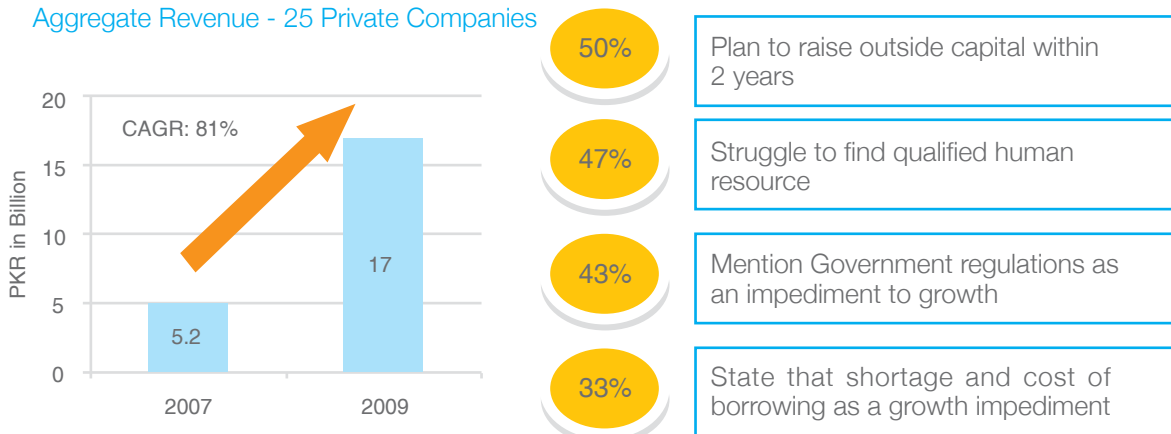 Aggregate Revenue - 25 Private Companies
20
CAGR: 81%
15
10
5
0
PKR in Billion
5.2
17
2007
2009
50%
Plan to raise outside capital within
2 years
47%
Struggle to find qualified human
resource
43%
Mention Government regulations as
an impediment to growth
33%
State that shortage and cost of
borrowing as a growth impediment